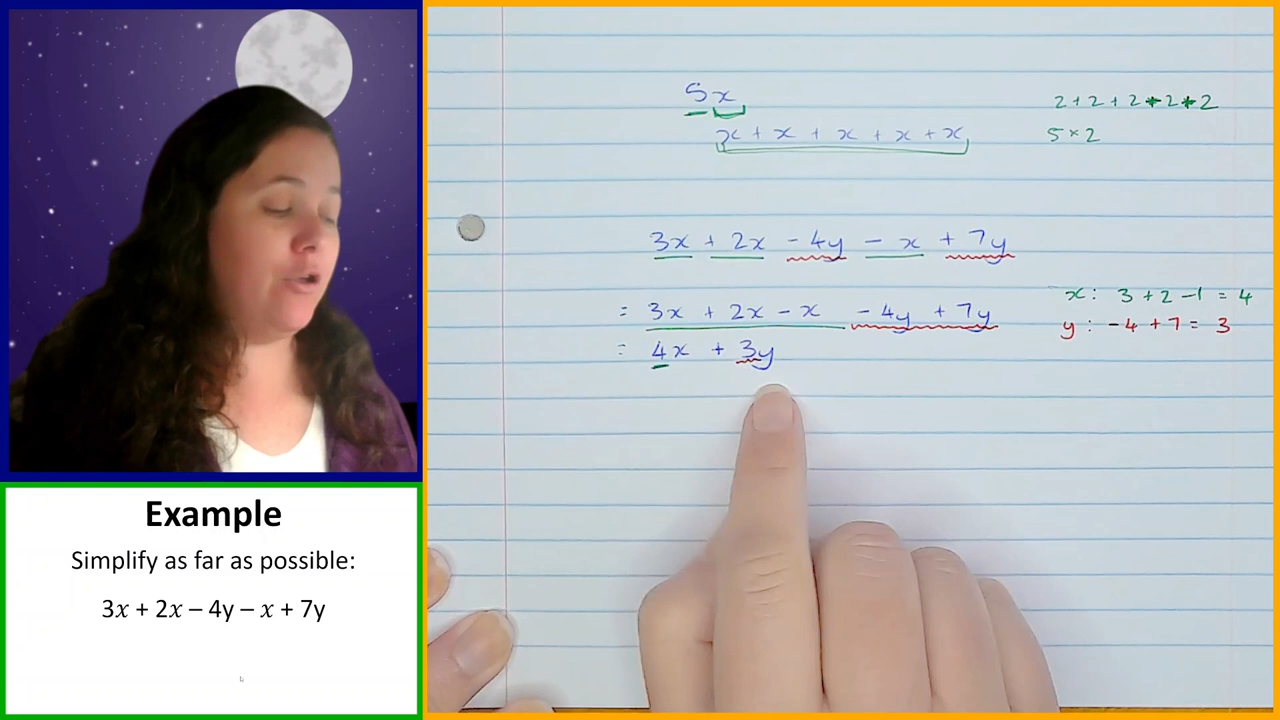 Example
Simplify as far as possible:
3x + 2x – 4y – x + 7y
5x
x + x + x + x + x
2 + 2 + 2 + 2 + 2
5 × 2
3x + 2x - 4y - x + 7y
= 3x + 2x - x - 4y + 7y
= 4x + 3y
x: 3 + 2 - 1 = 4
y: -4 + 7 = 3